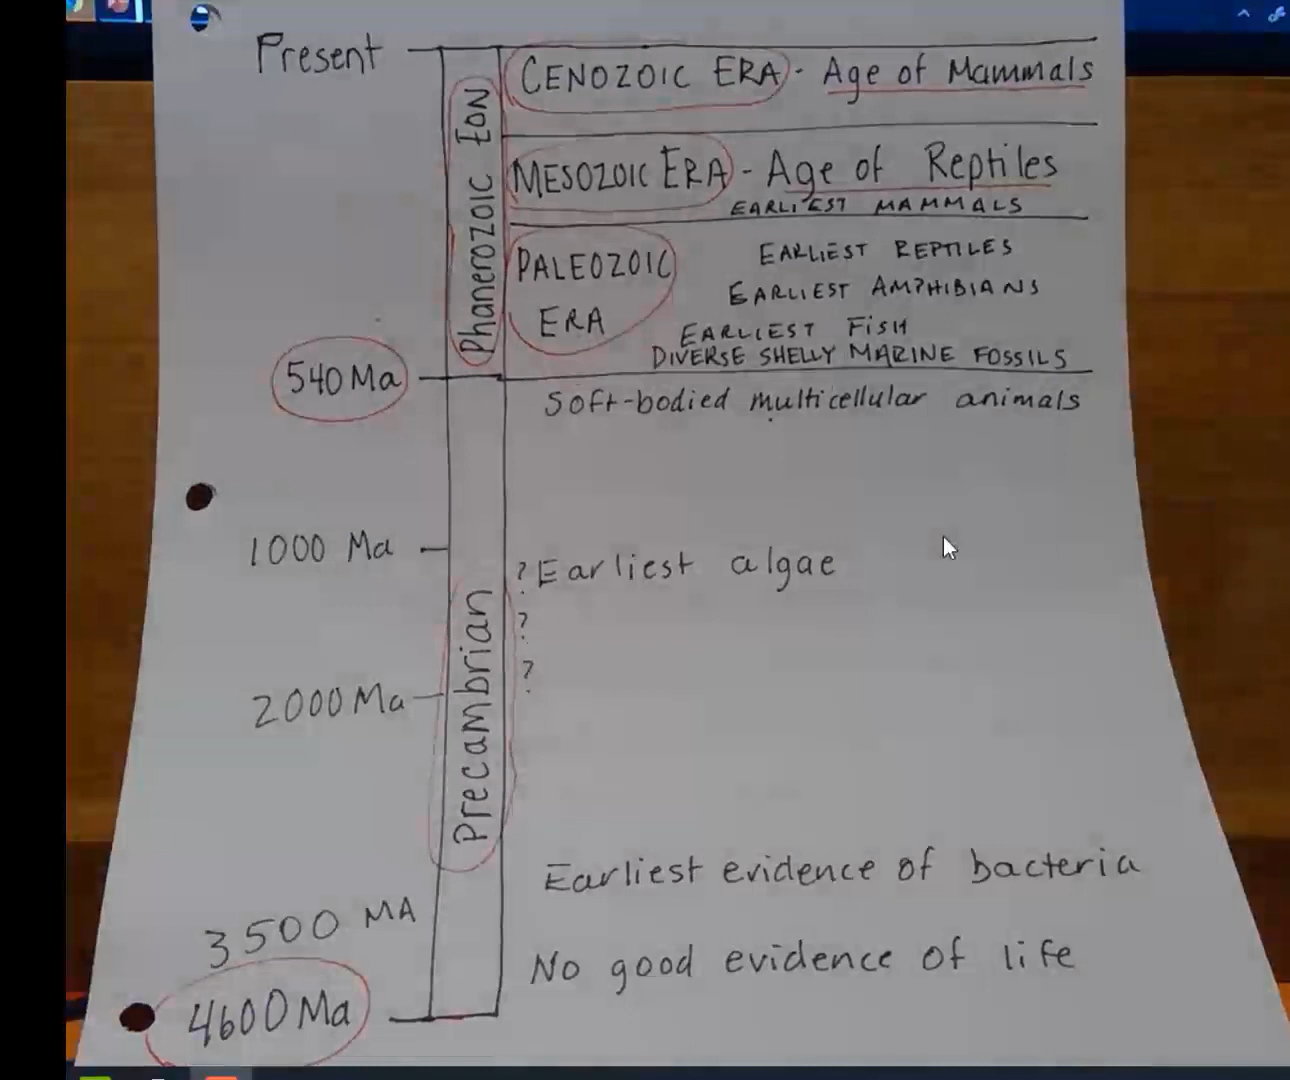 Present
CENOZOIC ERA - Age of Mammals
MESOZOIC ERA - Age of Reptiles
EARLIEST MAMMALS
Phanerozoic Eon
PALEOZOIC
ERA
EARLIEST REPTILES
EARLIEST AMPHIBIANS
EARLIEST FISH
DIVERSE SHELLY MARINE FOSSILS
540 Ma
Soft-bodied multicellular animals
1000 Ma
? Earliest algae
?
?
2000 Ma
Precambrian
Earliest evidence of bacteria
3500 MA
No good evidence of life
4600 Ma